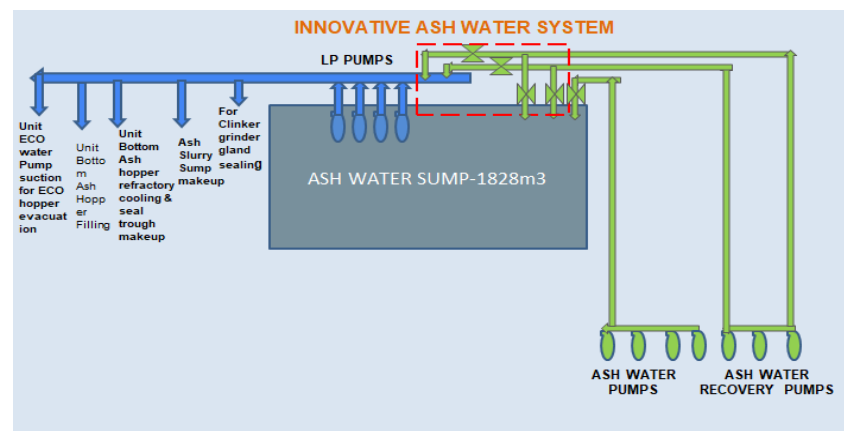 INNOVATIVE ASH WATER SYSTEM
LP PUMPS
Unit
ECO
water
Pump
suction
for ECO
hopper
evacuat
ion
Unit
Botto
m
Ash
Hopp
er
Filling
Unit
Bottom
Ash
hopper
refractory
cooling &
seal
trough
makeup
Ash
Slurry
Sump
makeup
For
Clinker
grinder
gland
sealing
ASH WATER SUMP-1828m3
ASH WATER
PUMPS
ASH WATER
RECOVERY PUMPS